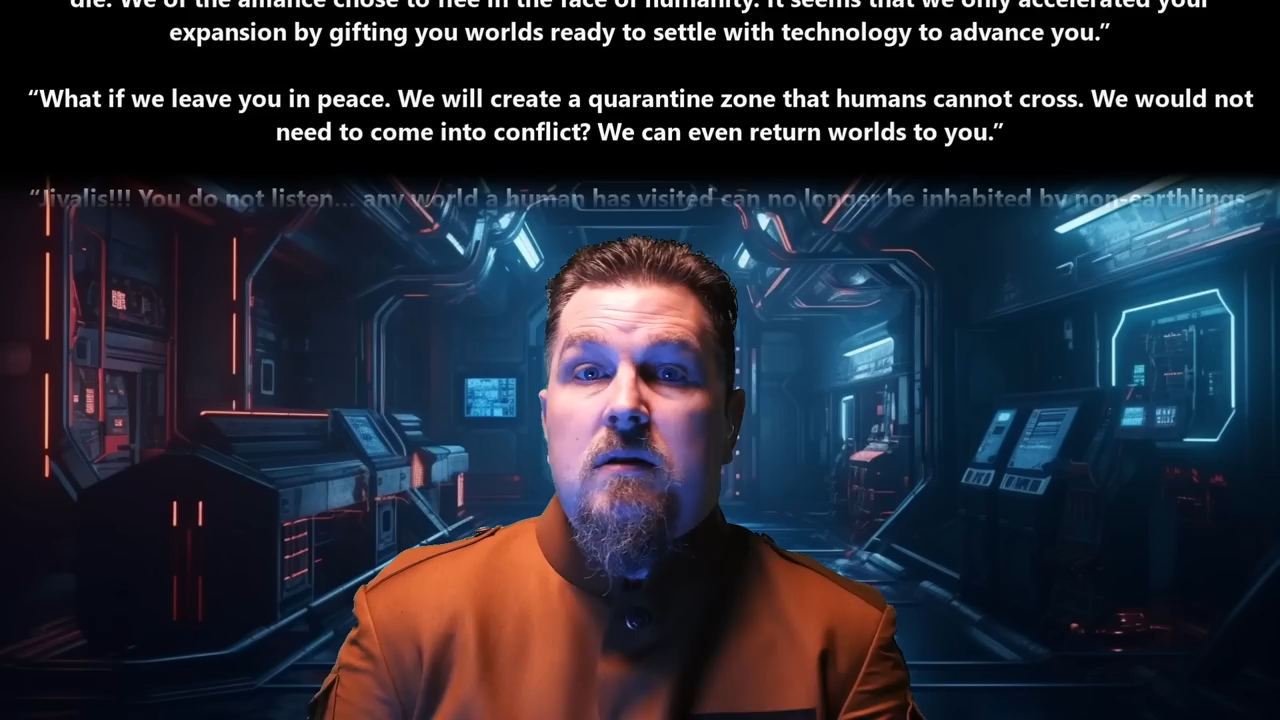 die. We of the alliance chose to flee in the face of humanity. It seems that we only accelerated your
expansion by gifting you worlds ready to settle with technology to advance you.”
“What if we leave you in peace. We will create a quarantine zone that humans cannot cross. We would not
need to come into conflict? We can even return worlds to you.”
“Jivalis!!! You do not listen... any world a human has visited can no longer be inhabited by non-earthlings.